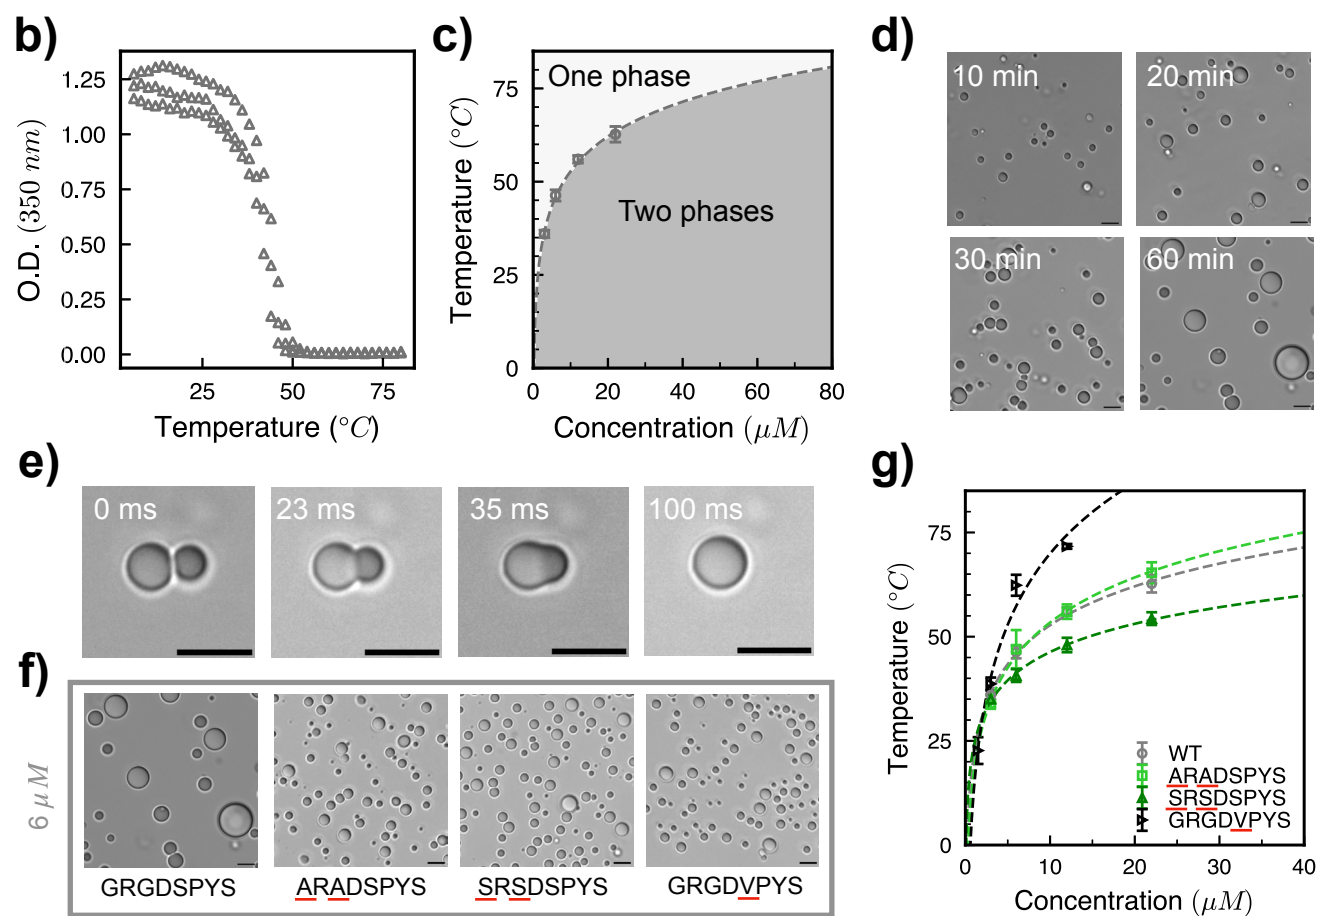 b)
1.25
1.00
1.25
0.50
0.25
0.00
O.D. (350 nm)
25
50
75
Temperature (°C)
c)
One phase
Two phases
75
50
25
0
Temperature (°C)
0
20
40
60
80
Concentration (μM)
d)
10 min
20 min
30 min
60 min
e)
0 ms
23 ms
35 ms
100 ms
f)
6 μM
GRGDSPYS
ARADSPYS
SRSDSPYS
GRGDVPYS
g)
75
50
25
0
Temperature (°C)
WT
ARADSPYS
SRSDSPYS
GRGDVPYS
0
10
20
30
40
Concentration (μM)